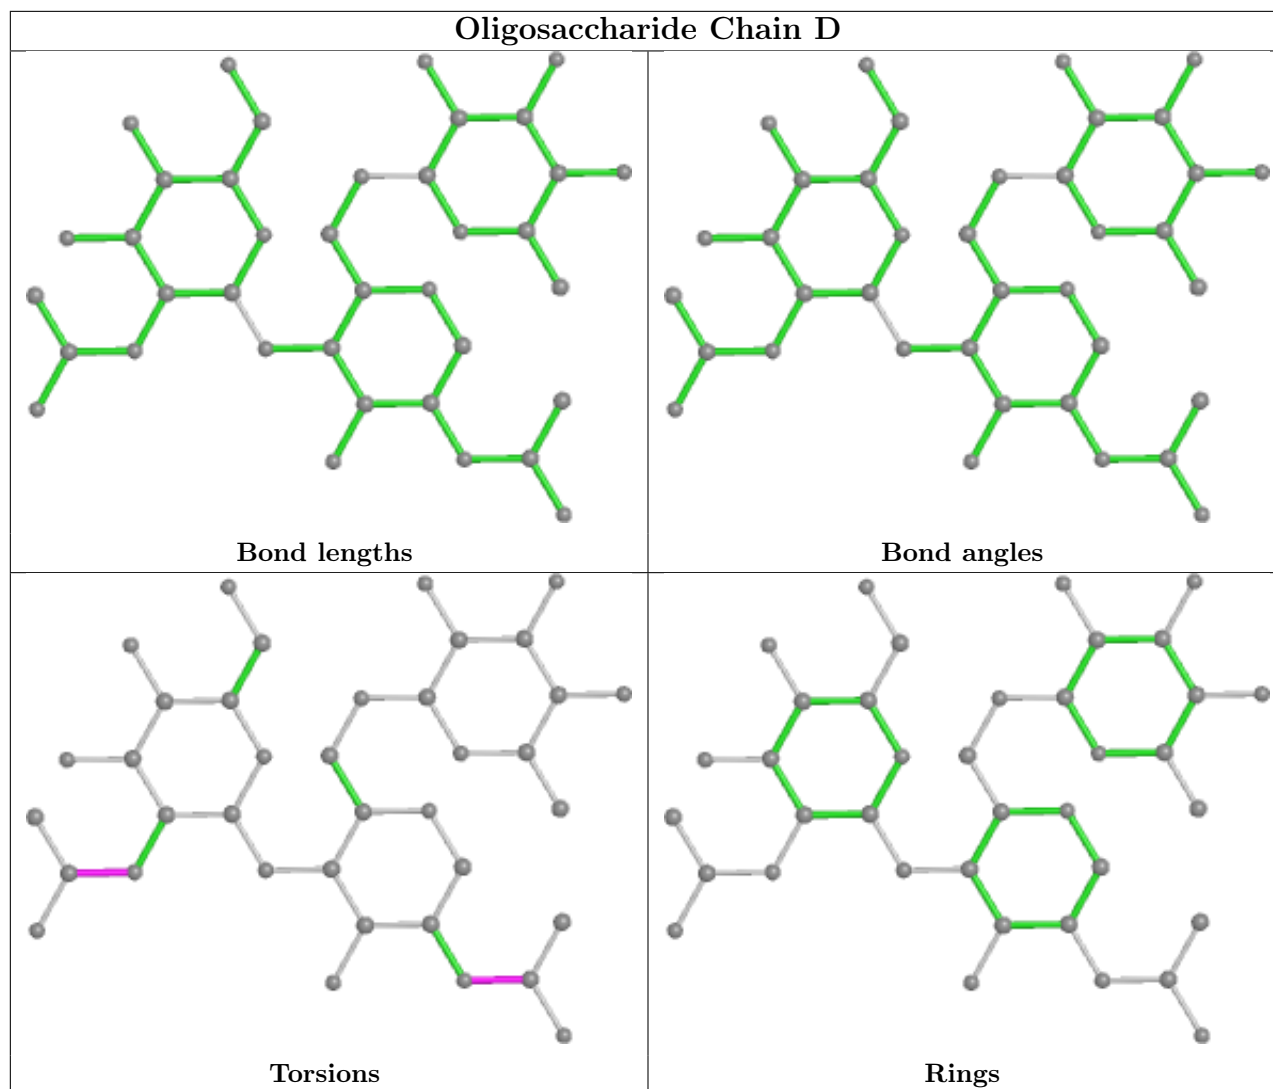 Oligosaccharide Chain D
Bond lengths
Bond angles
Torsions
Rings